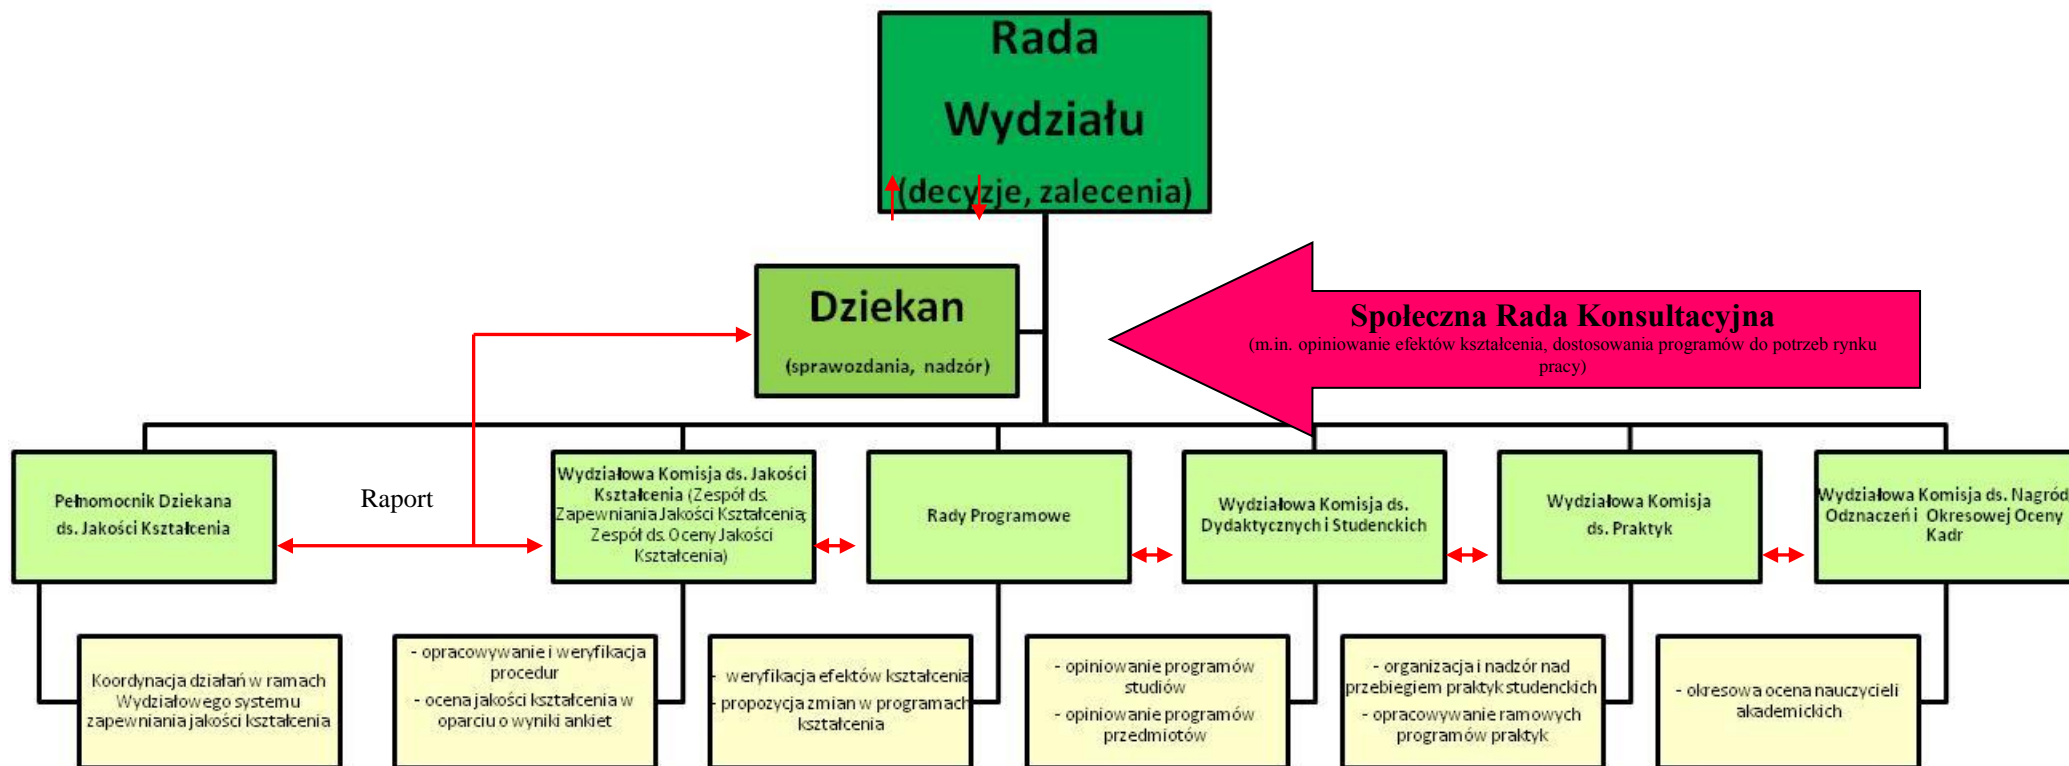 Rada
Wydziału
(decyzje, zalecenia)
Dziekan
(sprawozdania, nadzór)
Społeczna Rada Konsultacyjna
(m.in. opiniowanie efektów kształcenia, dostosowania programów do potrzeb rynku
pracy)
Pełnomocnik Dziekana
ds. Jakości Kształcenia
Raport
Wydziałowa Komisja ds. Jakości
Kształcenia (Zespół ds.
Zapewniania Jakości Kształcenia;
Zespół ds. Oceny Jakości
Kształcenia)
Rady Programowe
Wydziałowa Komisja ds.
Dydaktycznych i Studenckich
Wydziałowa Komisja
ds. Praktyk
Wydziałowa Komisja ds. Nagród
Odznaczeń i Okresowej Oceny
Kadr
Koordynacja działań w ramach
Wydziałowego systemu
zapewniania jakości kształcenia
- opracowywanie i weryfikacja
procedur
- ocena jakości kształcenia w
oparciu o wyniki ankiet
- weryfikacja efektów kształcenia
- propozycja zmian w programach
kształcenia
- opiniowanie programów
studiów
- opiniowanie programów
przedmiotów
- organizacja i nadzór nad
przebiegiem praktyk studenckich
- opracowywanie ramowych
programów praktyk
- okresowa ocena nauczycieli
akademickich